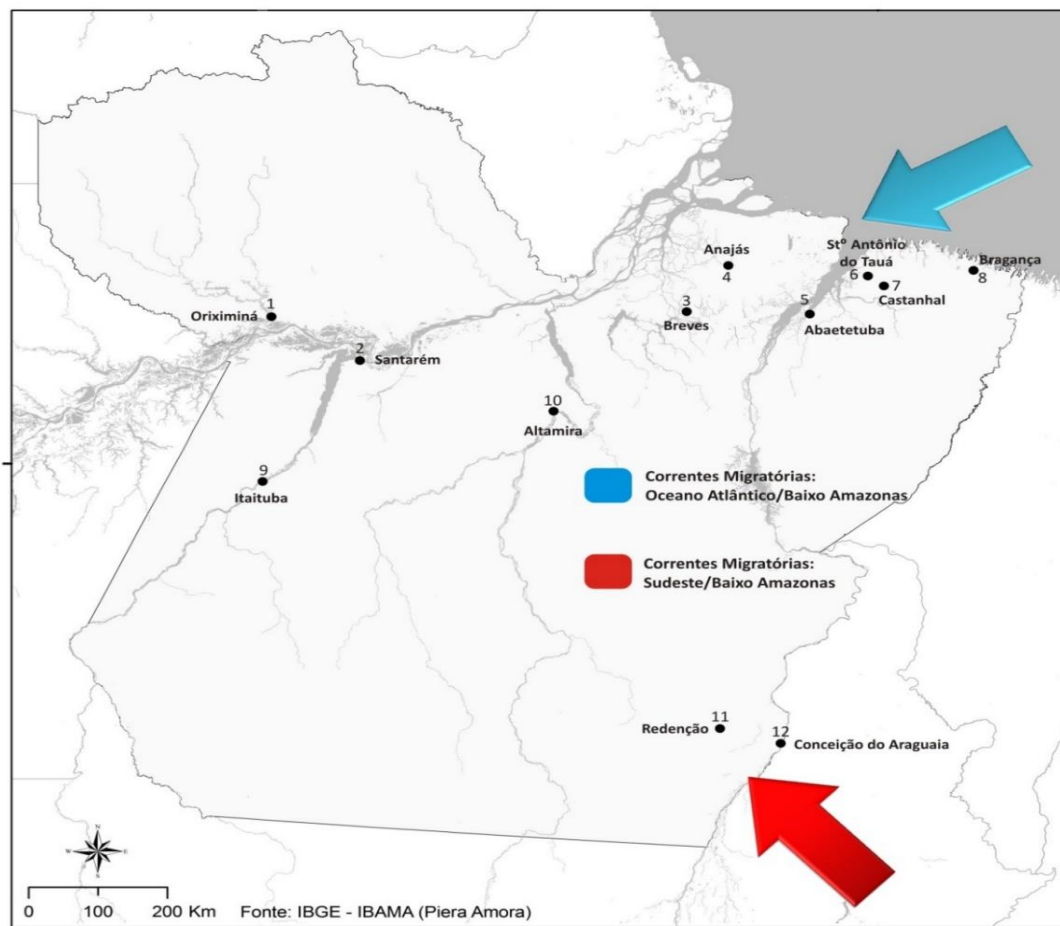 Stº Antônio
do Tauá
6
Anajás
4
Bragança
8
7
Castanhal
1
Oriximiná
3
Breves
5
Abaetetuba
2
Santarém
10
Altamira
9
Itaituba
Correntes Migratórias:
Oceano Atlântico/Baixo Amazonas
Correntes Migratórias:
Sudeste/Baixo Amazonas
11
Redenção
12
Conceição do Araguaia
N
W
E
S
0 100 200 Km
Fonte: IBGE - IBAMA (Piera Amora)